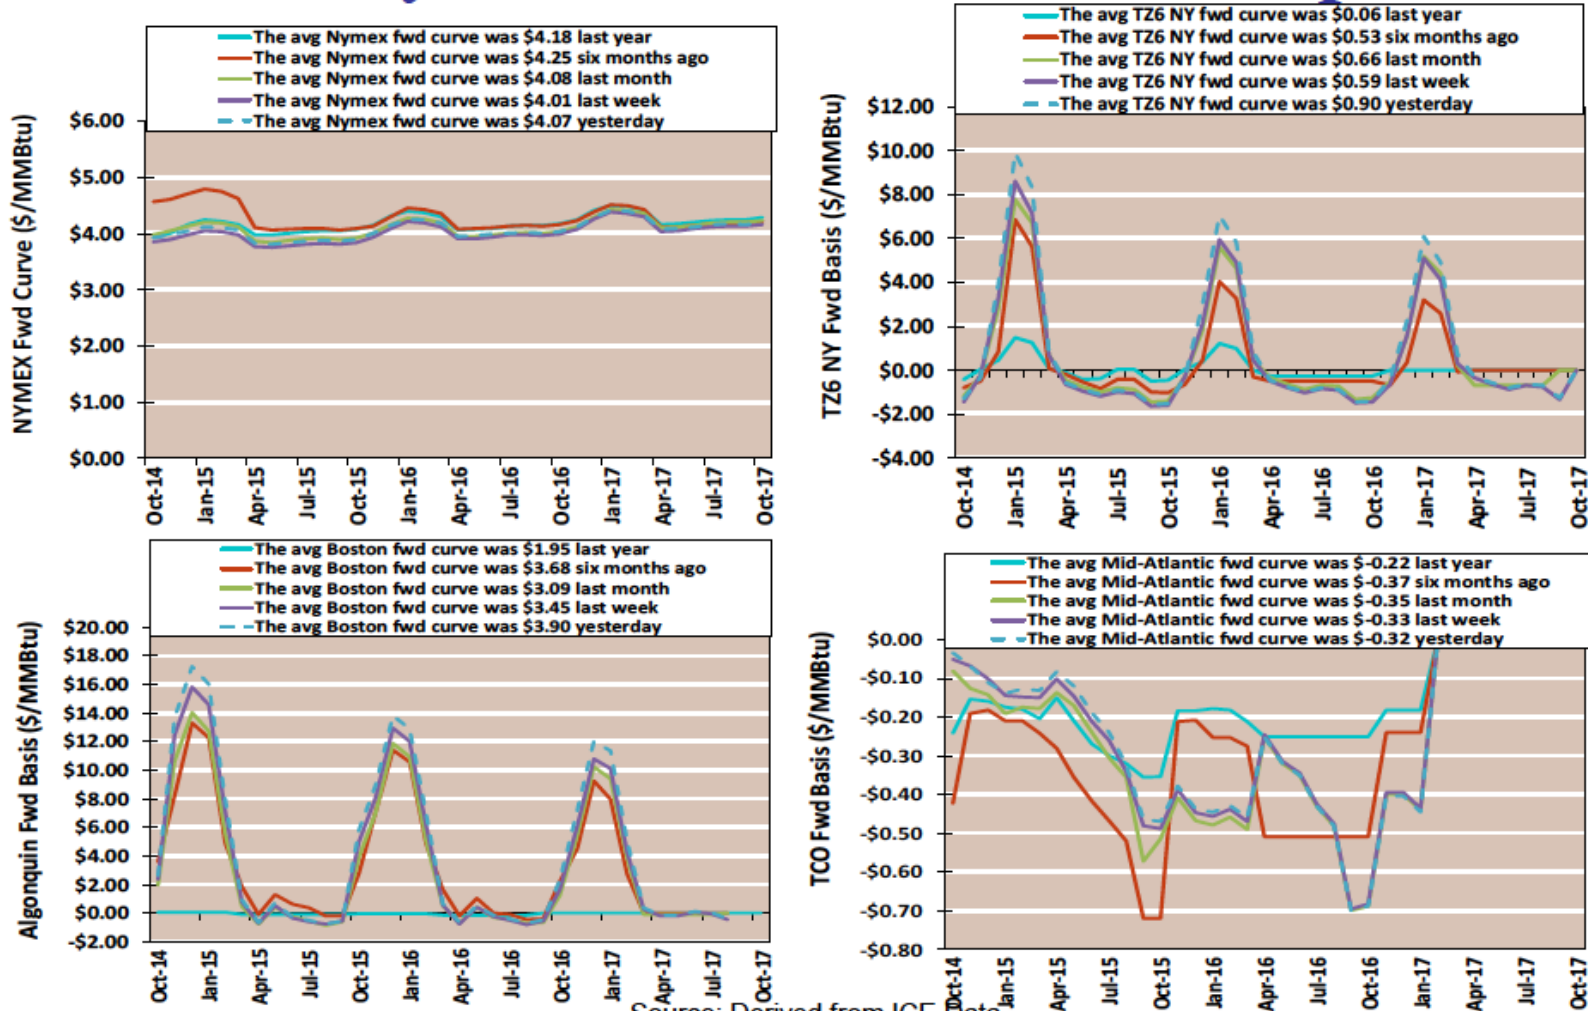 The avg Nymex fwd curve was $4.18 last year
The avg Nymex fwd curve was $4.25 six months ago
The avg Nymex fwd curve was $4.08 last month
The avg Nymex fwd curve was $4.01 last week
The avg Nymex fwd curve was $4.07 yesterday
NYMEX Fwd Curve ($/MMBtu)
$6.00
$5.00
$4.00
$3.00
$2.00
$1.00
$0.00
Oct-14
Jan-15
Apr-15
Jul-15
Oct-15
Jan-16
Apr-16
Jul-16
Oct-16
Jan-17
Apr-17
Jul-17
Oct-17
The avg TZ6 NY fwd curve was $0.06 last year
The avg TZ6 NY fwd curve was $0.53 six months ago
The avg TZ6 NY fwd curve was $0.66 last month
The avg TZ6 NY fwd curve was $0.59 last week
The avg TZ6 NY fwd curve was $0.90 yesterday
TZ6 NY Fwd Basis ($/MMBtu)
$12.00
$10.00
$8.00
$6.00
$4.00
$2.00
$0.00
-$2.00
-$4.00
Oct-14
Jan-15
Apr-15
Jul-15
Oct-15
Jan-16
Apr-16
Jul-16
Oct-16
Jan-17
Apr-17
Jul-17
Oct-17
The avg Boston fwd curve was $1.95 last year
The avg Boston fwd curve was $3.68 six months ago
The avg Boston fwd curve was $3.09 last month
The avg Boston fwd curve was $3.45 last week
The avg Boston fwd curve was $3.90 yesterday
Algonquin Fwd Basis ($/MMBtu)
$20.00
$18.00
$16.00
$14.00
$12.00
$10.00
$8.00
$6.00
$4.00
$2.00
$0.00
-$2.00
Oct-14
Jan-15
Apr-15
Jul-15
Oct-15
Jan-16
Apr-16
Jul-16
Oct-16
Jan-17
Apr-17
Jul-17
Oct-17
The avg Mid-Atlantic fwd curve was $-0.22 last year
The avg Mid-Atlantic fwd curve was $-0.37 six months ago
The avg Mid-Atlantic fwd curve was $-0.35 last month
The avg Mid-Atlantic fwd curve was $-0.33 last week
The avg Mid-Atlantic fwd curve was $-0.32 yesterday
TCO Fwd Basis ($/MMBtu)
$0.00
-$0.10
-$0.20
-$0.30
-$0.40
-$0.50
-$0.60
-$0.70
-$0.80
Oct-14
Jan-15
Apr-15
Jul-15
Oct-15
Jan-16
Apr-16
Jul-16
Oct-16
Jan-17
Apr-17
Jul-17
Oct-17
Source: Derived from ICE Data